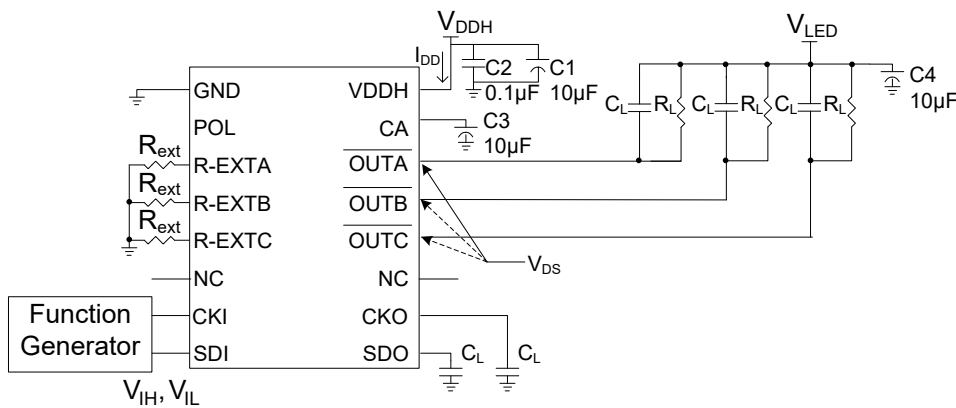 VDDH
VLED
IDD
C2
0.1µF
C1
10µF
C4
10µF
GND
VDDH
CL
RL
CL
RL
CL
RL
POL
CA
C3
10µF
Rext
R-EXTA
OUTA
Rext
R-EXTB
OUTB
Rext
R-EXTC
OUTC
VDS
NC
NC
Function
Generator
CKI
CKO
SDI
SDO
CL
CL
VIH, VIL